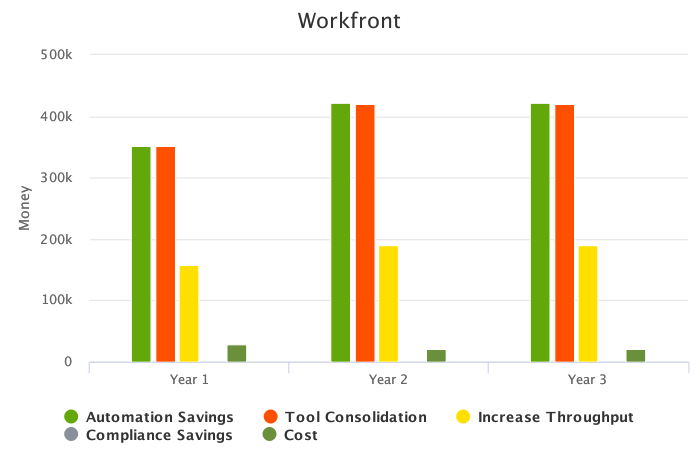 Workfront
500k
400k
300k
200k
100k
0
Money
Year 1 Year 2 Year 3
Automation Savings Tool Consolidation Increase Throughput
Compliance Savings Cost